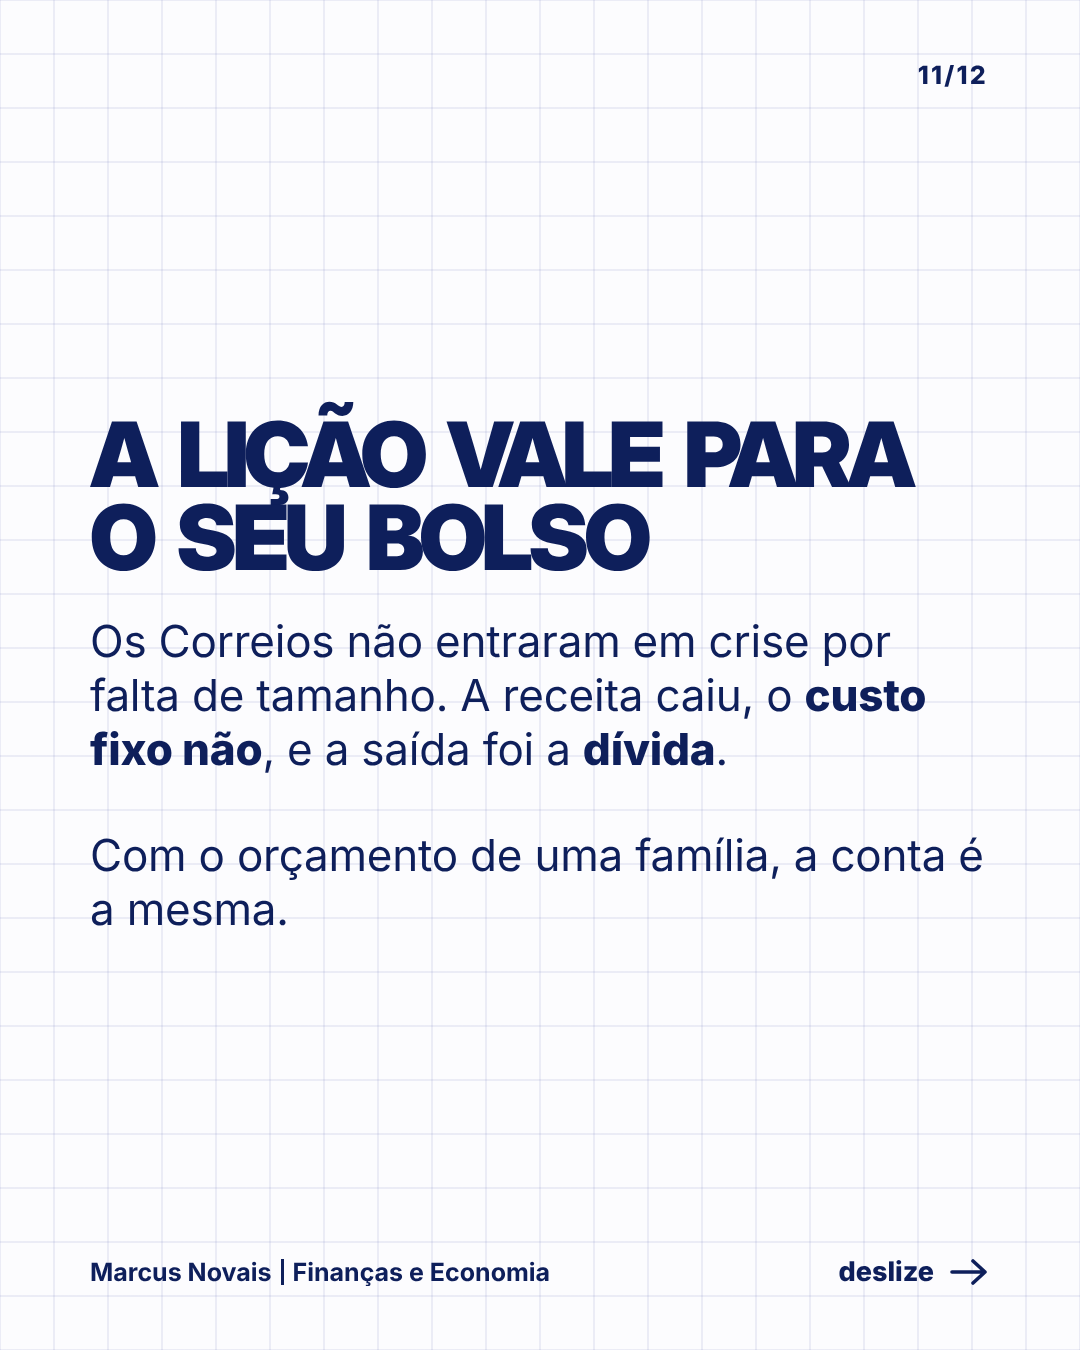 11/12
A LIÇÃO VALE PARA
O SEU BOLSO
Os Correios não entraram em crise por
falta de tamanho. A receita caiu, o custo
fixo não, e a saída foi a dívida.
Com o orçamento de uma família, a conta é
a mesma.
Marcus Novais | Finanças e Economia
deslize →